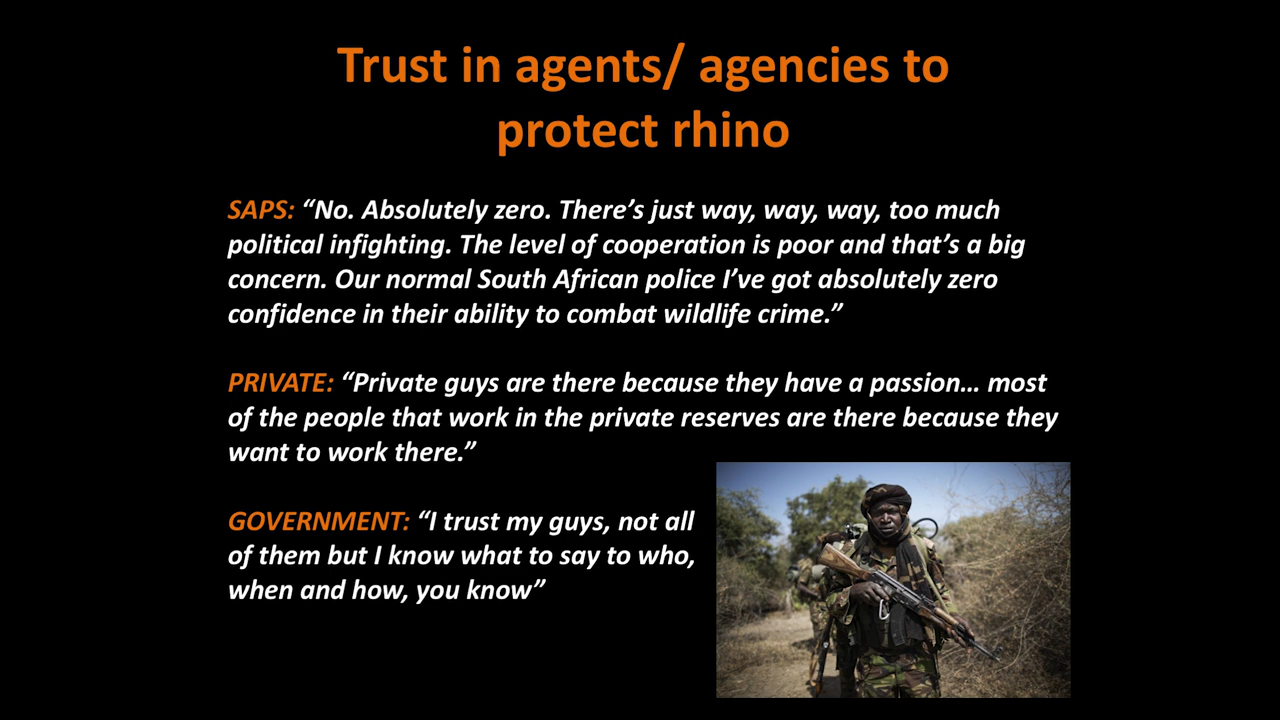 Trust in agents/ agencies to
protect rhino
SAPS: “No. Absolutely zero. There’s just way, way, way, too much
political infighting. The level of cooperation is poor and that’s a big
concern. Our normal South African police I’ve got absolutely zero
confidence in their ability to combat wildlife crime.”
PRIVATE: “Private guys are there because they have a passion… most
of the people that work in the private reserves are there because they
want to work there.”
GOVERNMENT: “I trust my guys, not all
of them but I know what to say to who,
when and how, you know”